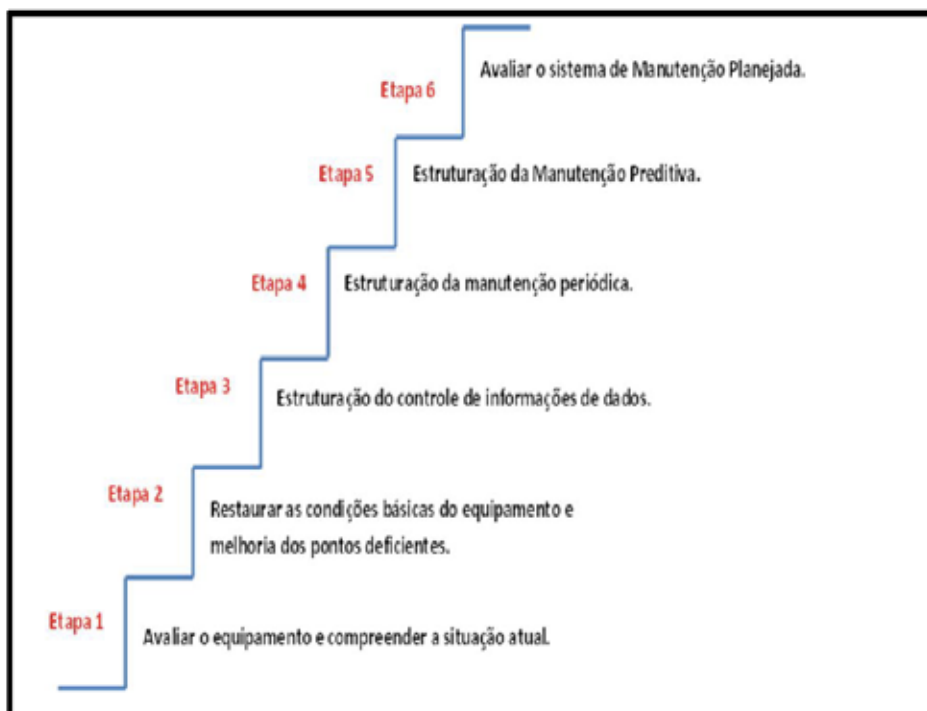 Etapa 6
Avaliar o sistema de Manutenção Planejada.
Etapa 5
Estruturação da Manutenção Preditiva.
Etapa 4
Estruturação da manutenção periódica.
Etapa 3
Estruturação do controle de informações de dados.
Etapa 2
Restaurar as condições básicas do equipamento e
melhoria dos pontos deficientes.
Etapa 1
Avaliar o equipamento e compreender a situação atual.